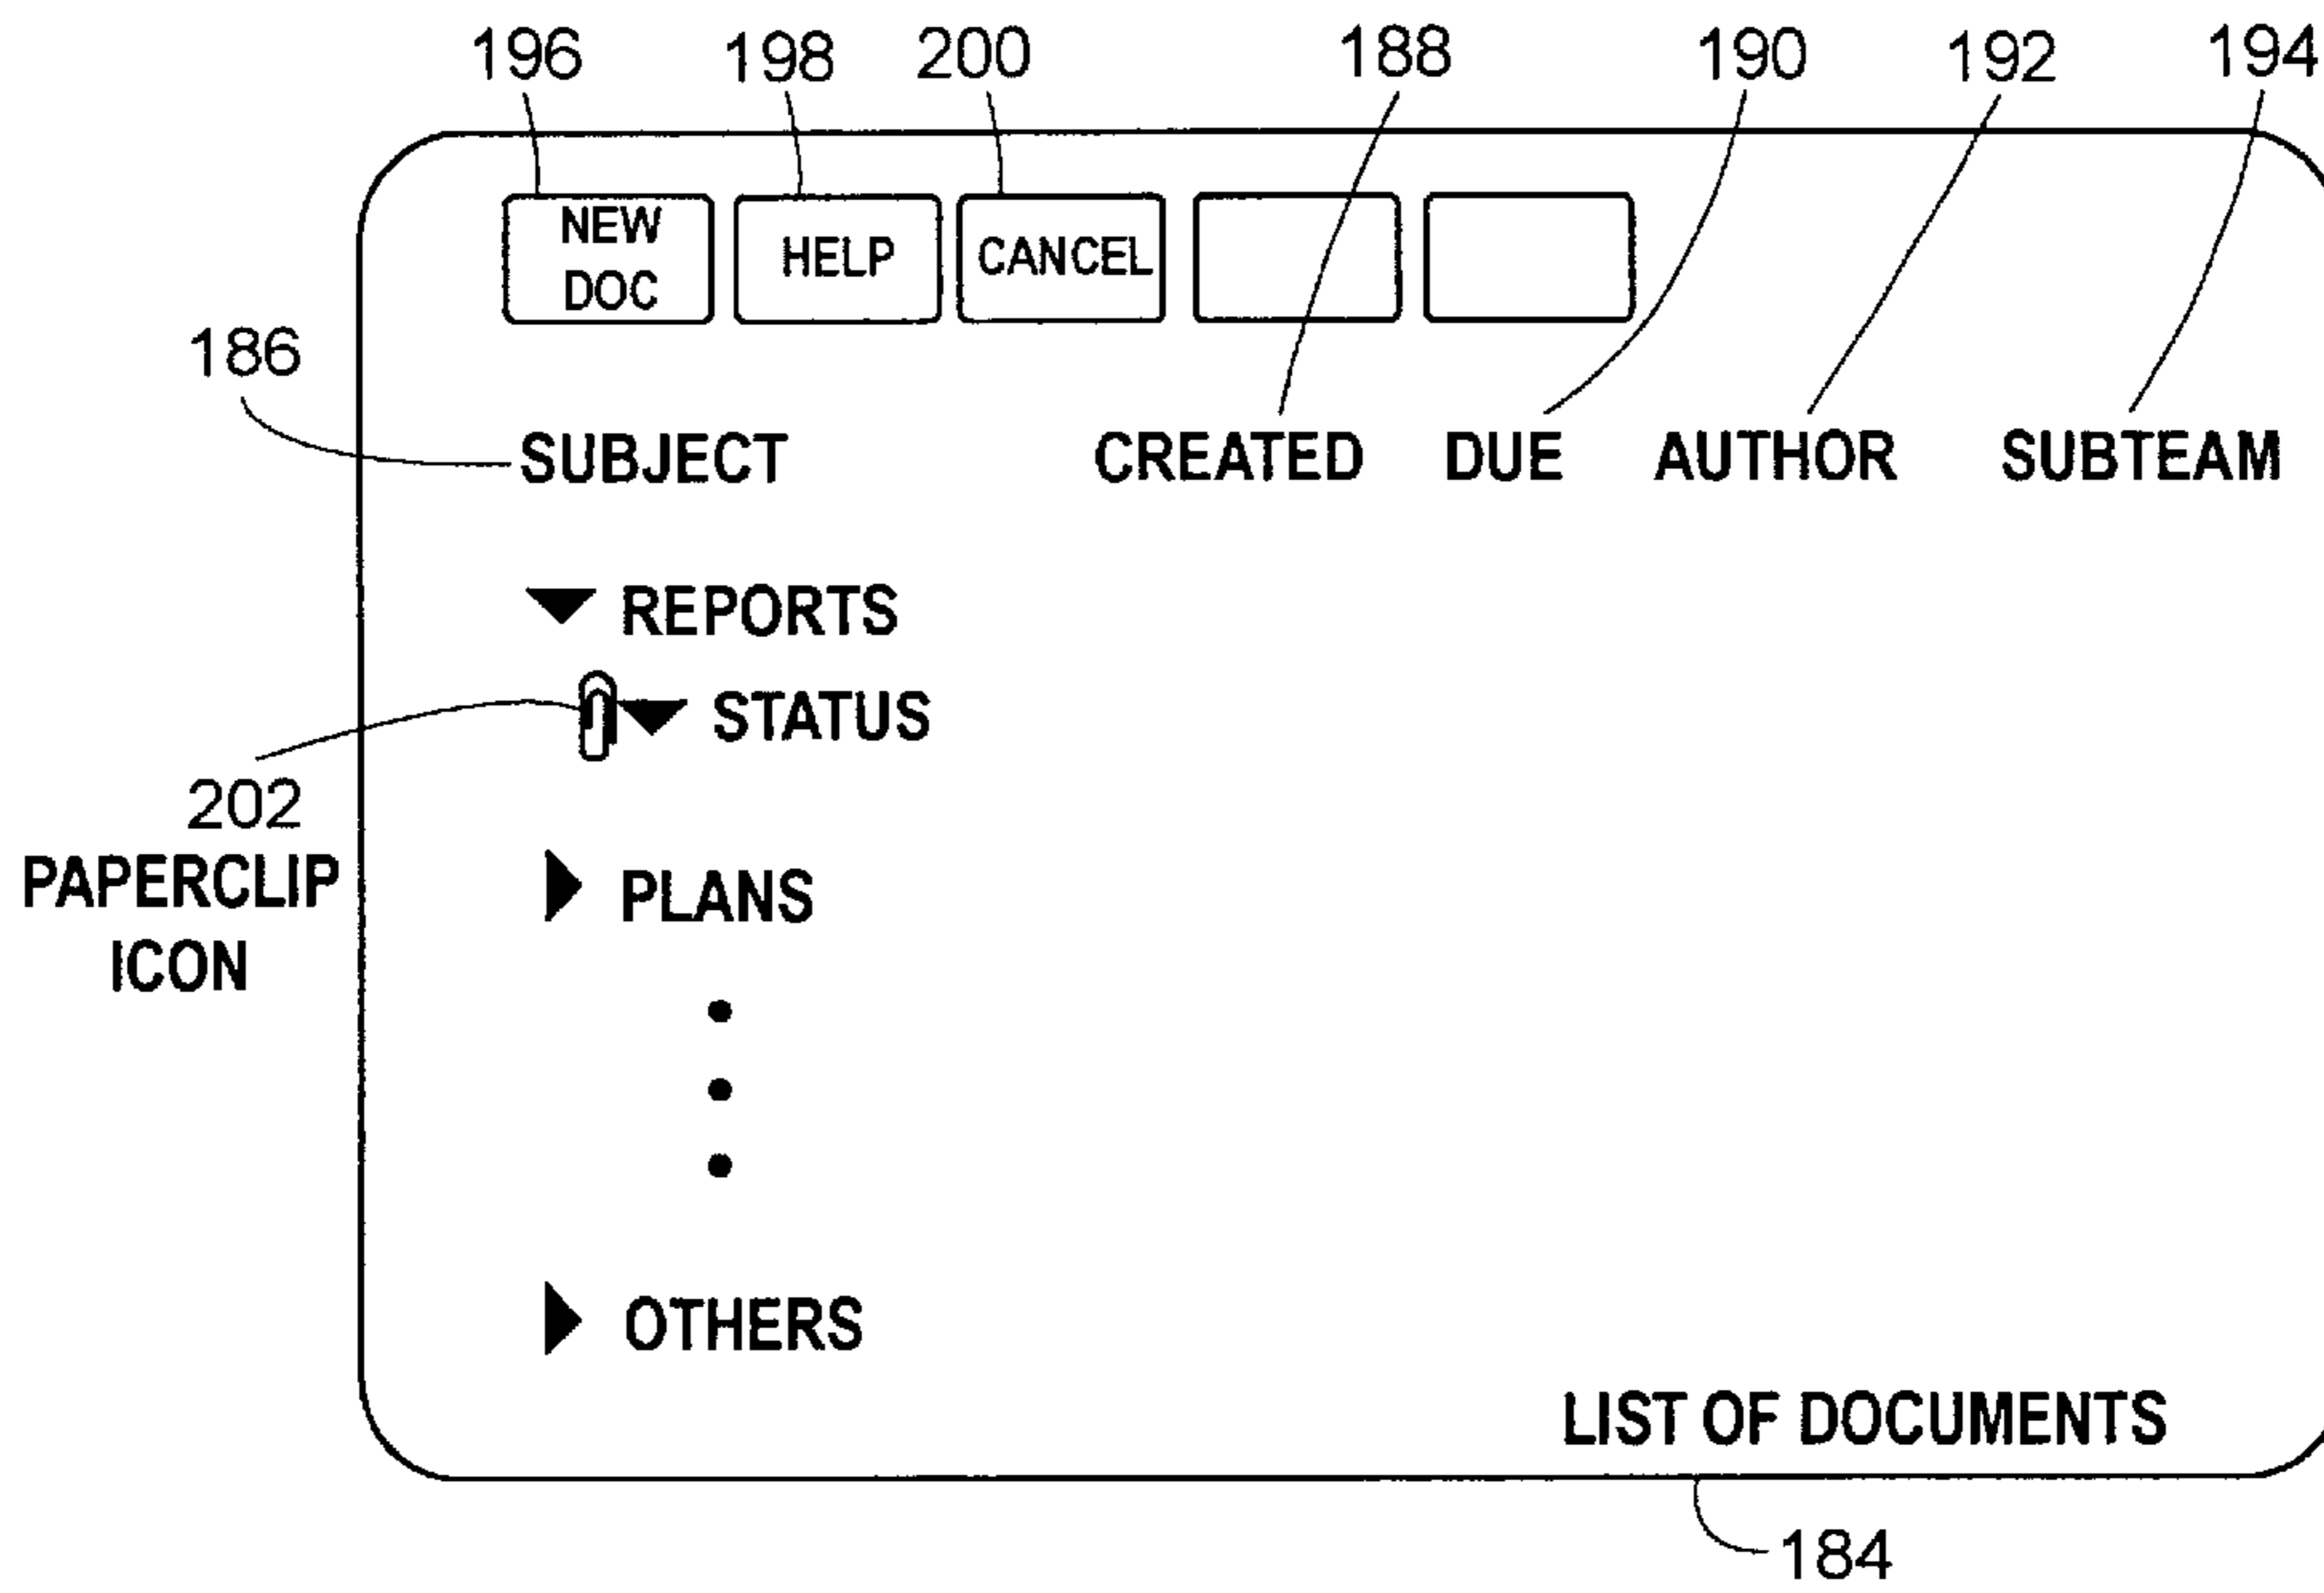 196 198 200 188 190 192 194
NEW
DOC
HELP
CANCEL
186
SUBJECT CREATED DUE AUTHOR SUBTEAM
REPORTS
STATUS
202
PAPERCLIP
ICON
PLANS
OTHERS
LIST OF DOCUMENTS
184